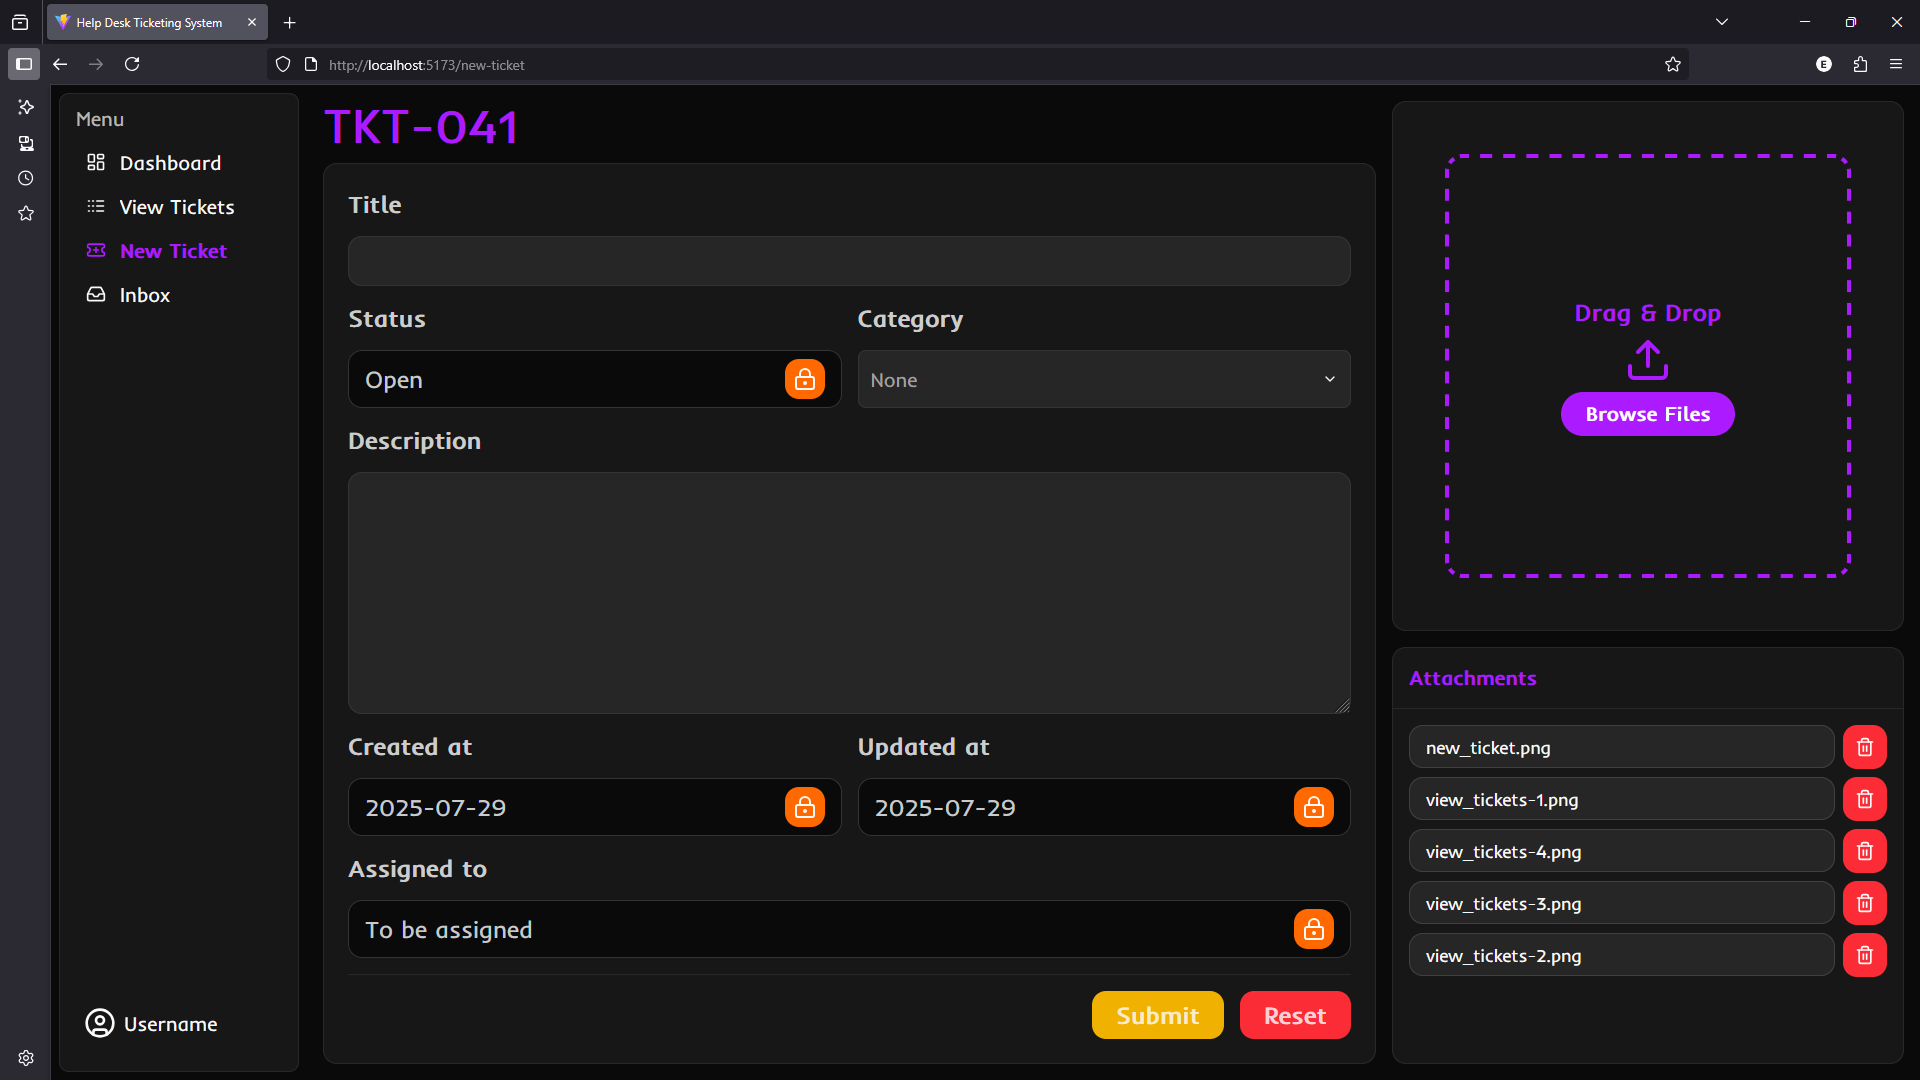 Help Desk Ticketing System
http://localhost:5173/new-ticket
E
Menu
Dashboard
View Tickets
New Ticket
Inbox
Username
TKT-041
Title
Status
Category
Open
None
Description
Created at
Updated at
2025-07-29
2025-07-29
Assigned to
To be assigned
Submit
Reset
Drag & Drop
Browse Files
Attachments
new_ticket.png
view_tickets-1.png
view_tickets-4.png
view_tickets-3.png
view_tickets-2.png